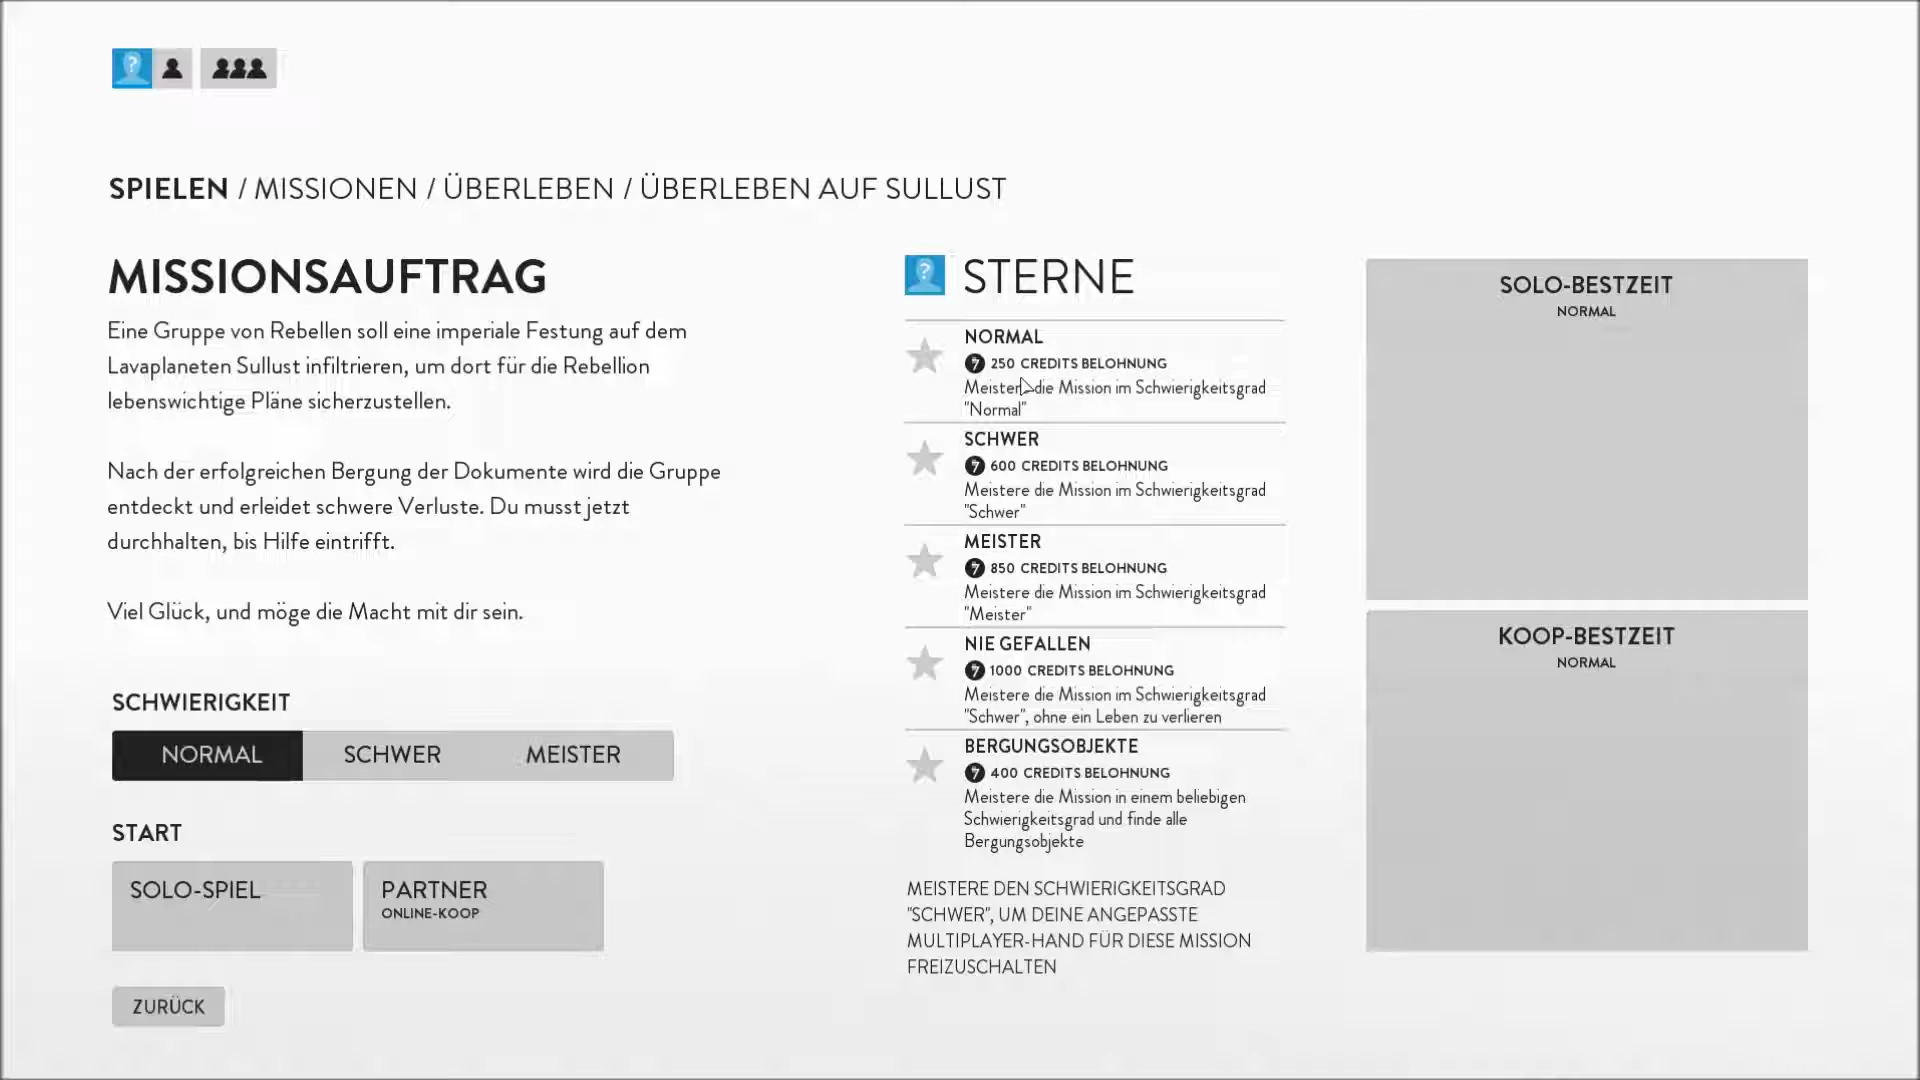 SPIELEN / MISSIONEN / ÜBERLEBEN / ÜBERLEBEN AUF SULLUST
MISSIONSAUFTRAG
Eine Gruppe von Rebellen soll eine imperiale Festung auf dem
Lavaplaneten Sullust infiltrieren, um dort für die Rebellion
lebenswichtige Pläne sicherzustellen.
Nach der erfolgreichen Bergung der Dokumente wird die Gruppe
entdeckt und erleidet schwere Verluste. Du musst jetzt
durchhalten, bis Hilfe eintrifft.
Viel Glück, und möge die Macht mit dir sein.
SCHWIERIGKEIT
NORMAL SCHWER MEISTER
START
SOLO-SPIEL
PARTNER
ONLINE-KOOP
ZURÜCK
STERNE
NORMAL
250 CREDITS BELOHNUNG
Meistere die Mission im Schwierigkeitsgrad
"Normal"
SCHWER
600 CREDITS BELOHNUNG
Meistere die Mission im Schwierigkeitsgrad
"Schwer"
MEISTER
850 CREDITS BELOHNUNG
Meistere die Mission im Schwierigkeitsgrad
"Meister"
NIE GEFALLEN
1000 CREDITS BELOHNUNG
Meistere die Mission im Schwierigkeitsgrad
"Schwer", ohne ein Leben zu verlieren
BERGUNGSOBJEKTE
400 CREDITS BELOHNUNG
Meistere die Mission in einem beliebigen
Schwierigkeitsgrad und finde alle
Bergungsobjekte
MEISTERE DEN SCHWIERIGKEITSGRAD
"SCHWER", UM DEINE ANGEPASSTE
MULTIPLAYER-HAND FÜR DIESE MISSION
FREIZUSCHALTEN
SOLO-BESTZEIT
NORMAL
KOOP-BESTZEIT
NORMAL